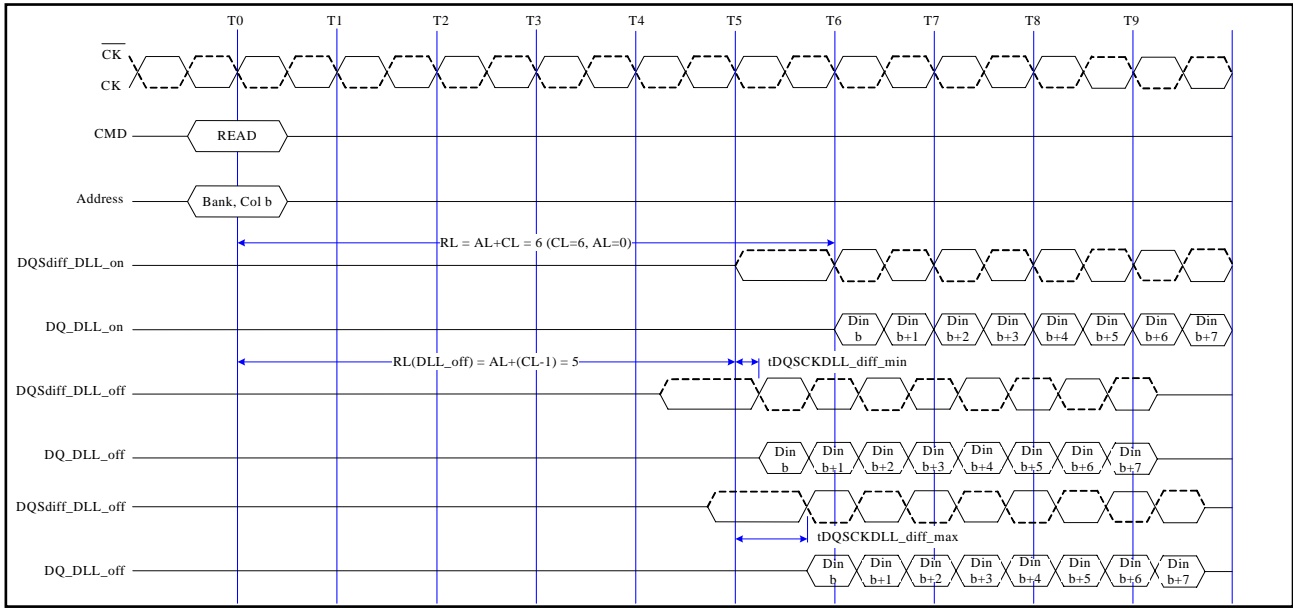 T0 T1 T2 T3 T4 T5 T6 T7 T8 T9
CK
CK
CMD READ
Address Bank, Col b
RL = AL+CL = 6 (CL=6, AL=0)
DQSdiff_DLL_on
DQ_DLL_on Din b Din b+1 Din b+2 Din b+3 Din b+4 Din b+5 Din b+6 Din b+7
RL(DLL_off) = AL+(CL-1) = 5 tDQSCKDLL_diff_min
DQSdiff_DLL_off
DQ_DLL_off Din b Din b+1 Din b+2 Din b+3 Din b+4 Din b+5 Din b+6 Din b+7
DQSdiff_DLL_off
tDQSCKDLL_diff_max
DQ_DLL_off Din b Din b+1 Din b+2 Din b+3 Din b+4 Din b+5 Din b+6 Din b+7